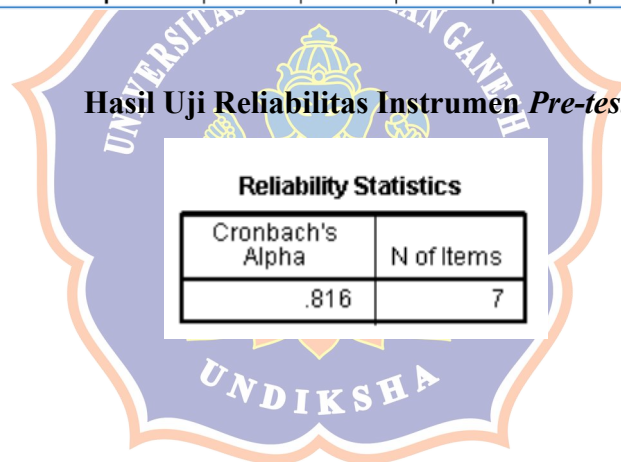 Hasil Uji Reliabilitas Instrumen Pre-tes
Reliability Statistics
Cronbach's Alpha
N of Items
.816
7
UNDIKSHA